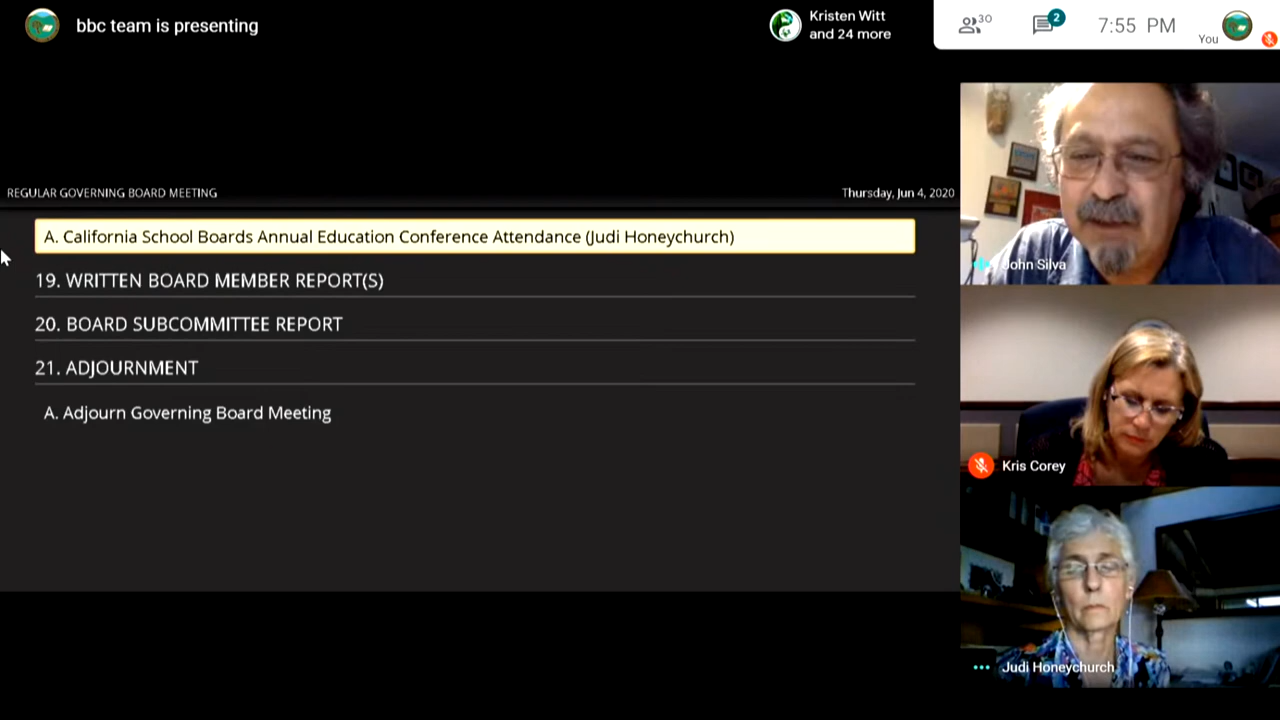 bbc team is presenting
Kristen Witt
and 24 more
30
2
7:55 PM
You
REGULAR GOVERNING BOARD MEETING
Thursday, Jun 4, 2020
A. California School Boards Annual Education Conference Attendance (Judi Honeychurch)
19. WRITTEN BOARD MEMBER REPORT(S)
20. BOARD SUBCOMMITTEE REPORT
21. ADJOURNMENT
A. Adjourn Governing Board Meeting
John Silva
Kris Corey
Judi Honeychurch